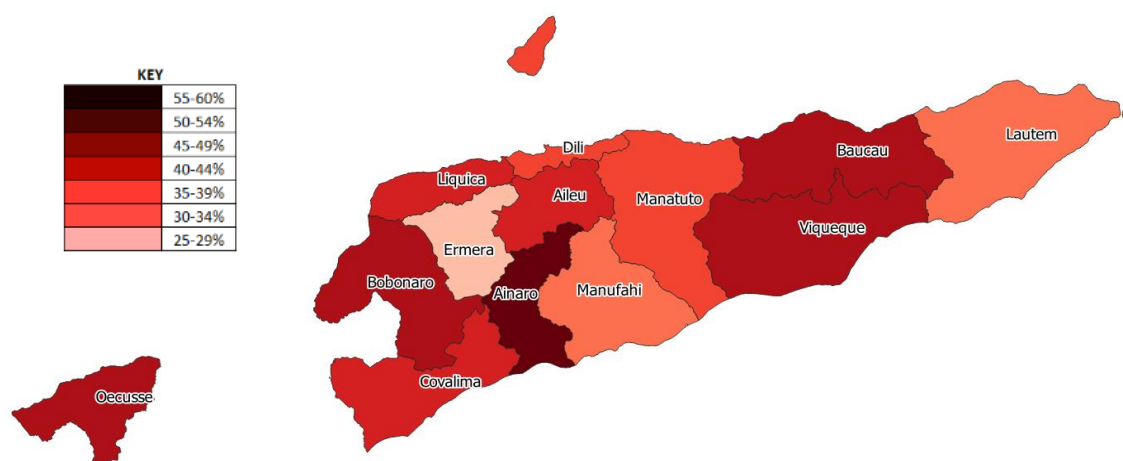 KEY
55-60%
50-54%
45-49%
40-44%
35-39%
30-34%
25-29%
Dili
Lautem
Baucau
Liquica
Aileu
Manatuto
Viqueque
Ermera
Bobonaro
Ainaro
Manufahi
Covalima
Oecusse